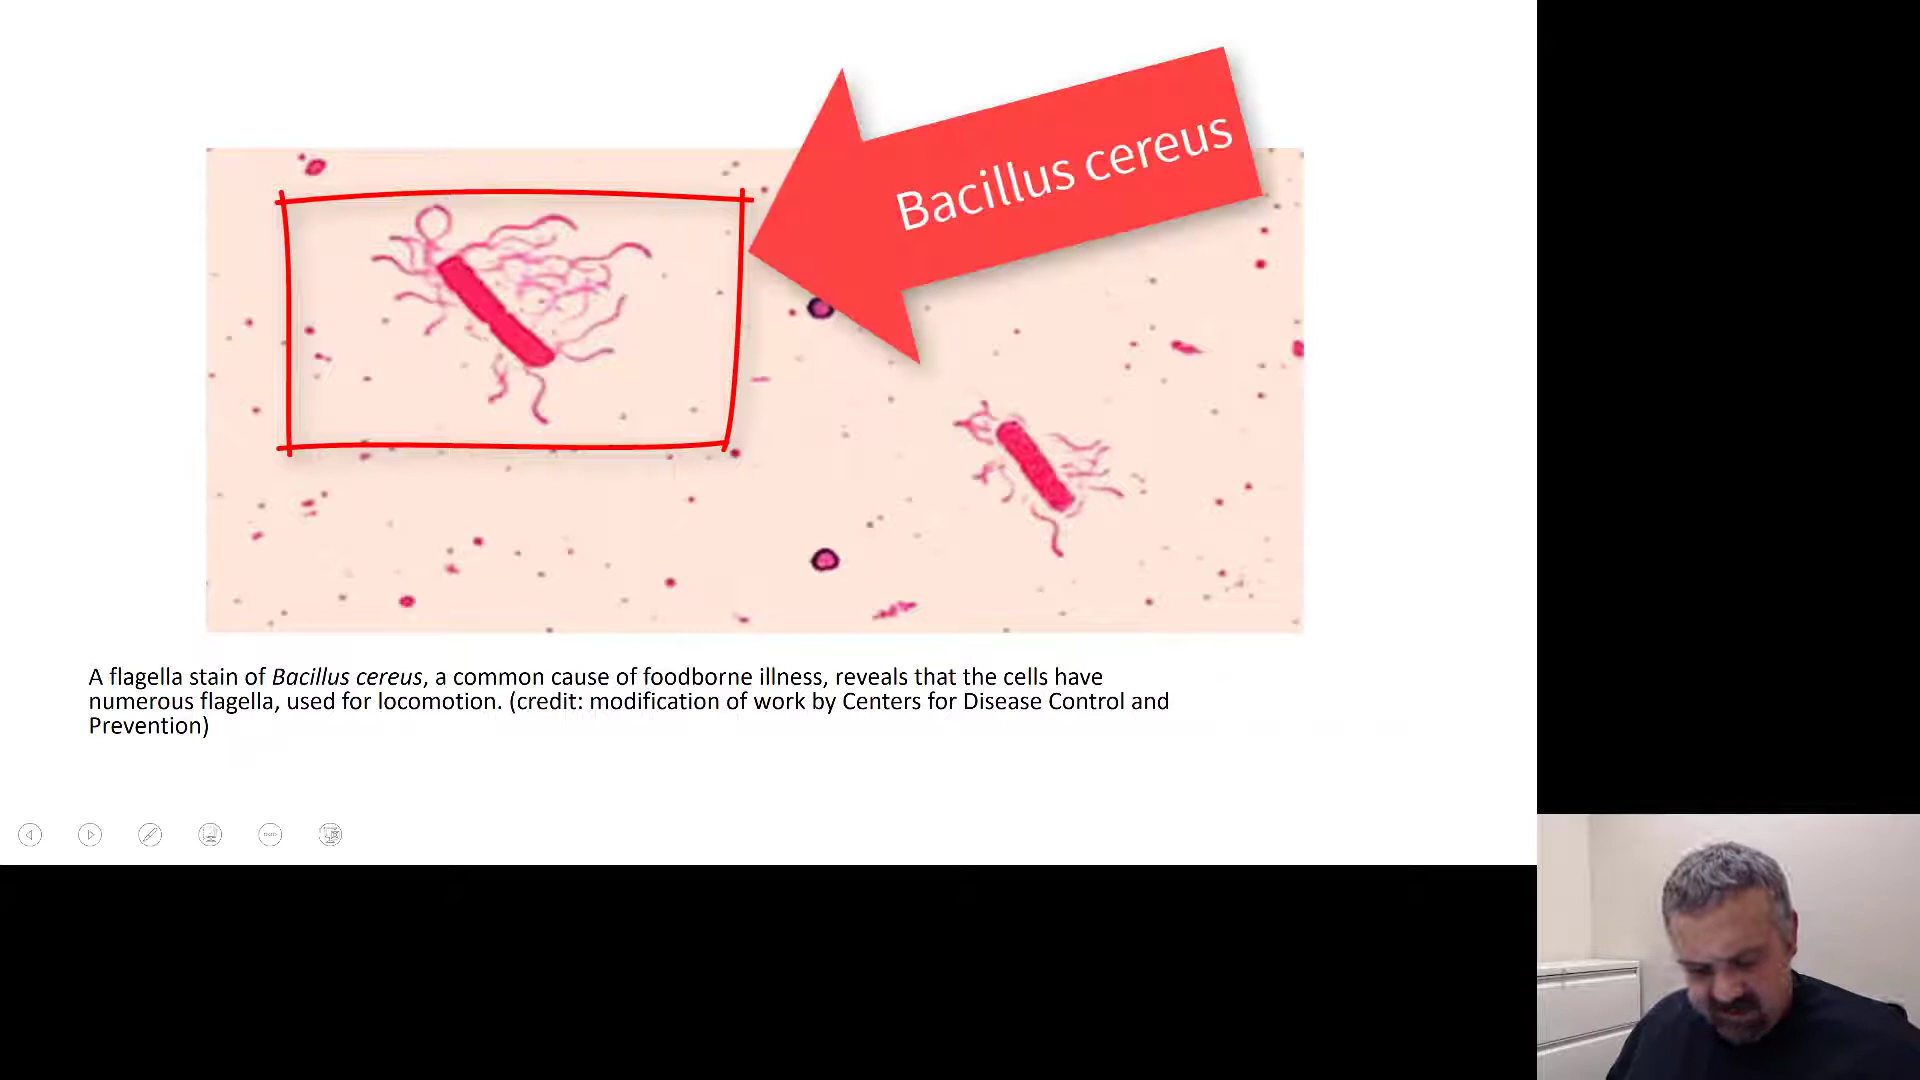 Bacillus cereus
A flagella stain of Bacillus cereus, a common cause of foodborne illness, reveals that the cells have
numerous flagella, used for locomotion. (credit: modification of work by Centers for Disease Control and
Prevention)